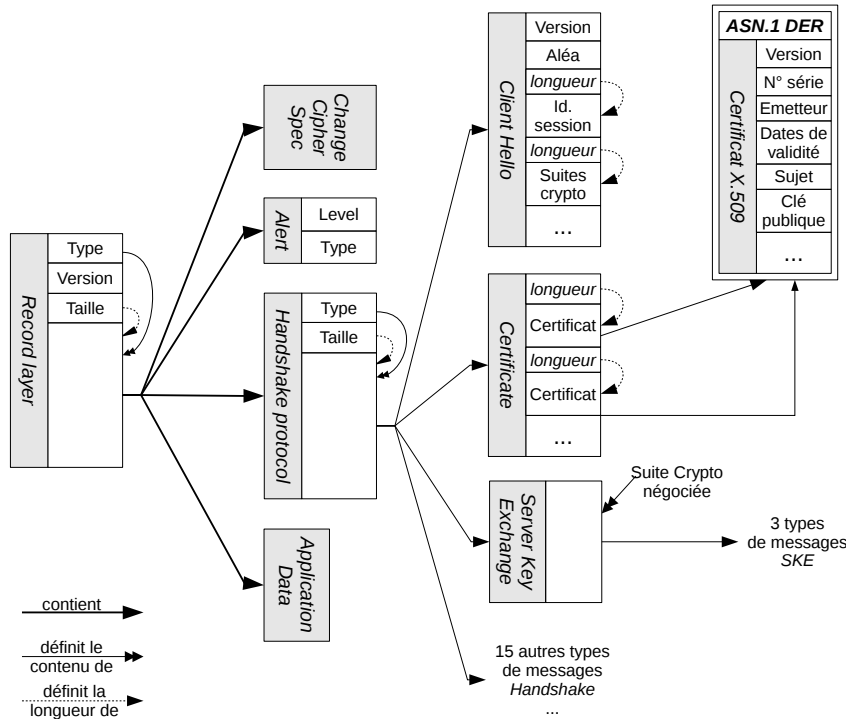 Record layer
Type
Version
Taille
Change
Cipher
Spec
Alert
Level
Type
Handshake protocol
Type
Taille
Application
Data
Client Hello
Version
Aléa
longueur
Id.
session
longueur
Suites
crypto
...
Certificate
longueur
Certificat
longueur
Certificat
...
Server Key
Exchange
Suite Crypto
négociée
3 types
de messages
SKE
15 autres types
de messages
Handshake
...
ASN.1 DER
Certificat X.509
Version
N° série
Emetteur
Dates de
validité
Sujet
Clé
publique
...
contient
définit le
contenu de
définit la
longueur de